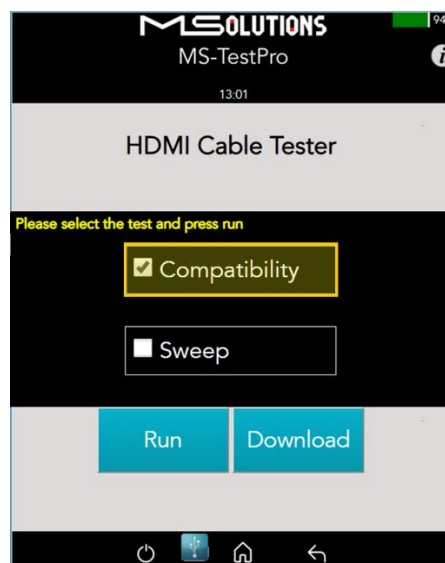 MSOLUTIONS
94
MS-TestPro
i
13:01
HDMI Cable Tester
Please select the test and press run
Compatibility
Sweep
Run
Download